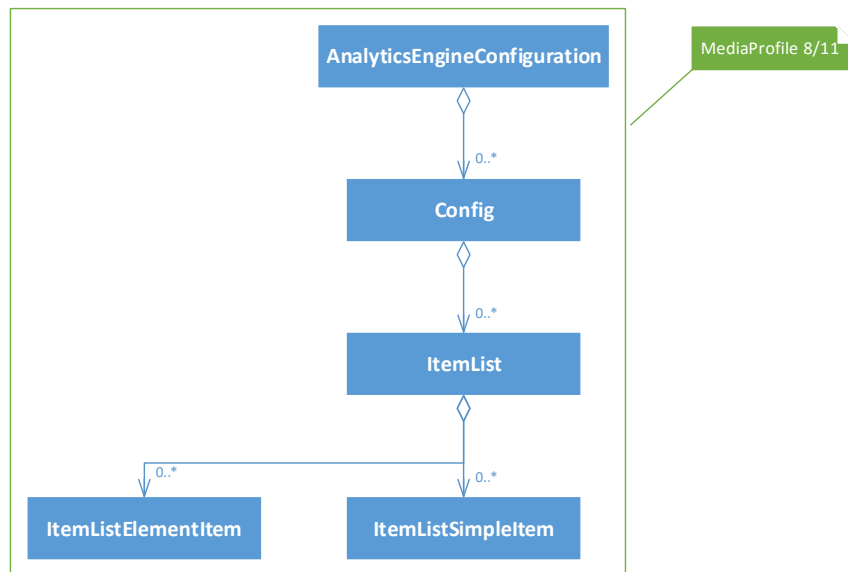 AnalyticsEngineConfiguration
MediaProfile 8/11
0..*
Config
0..*
ItemList
0..*
0..*
ItemListElementItem
ItemListSimpleItem